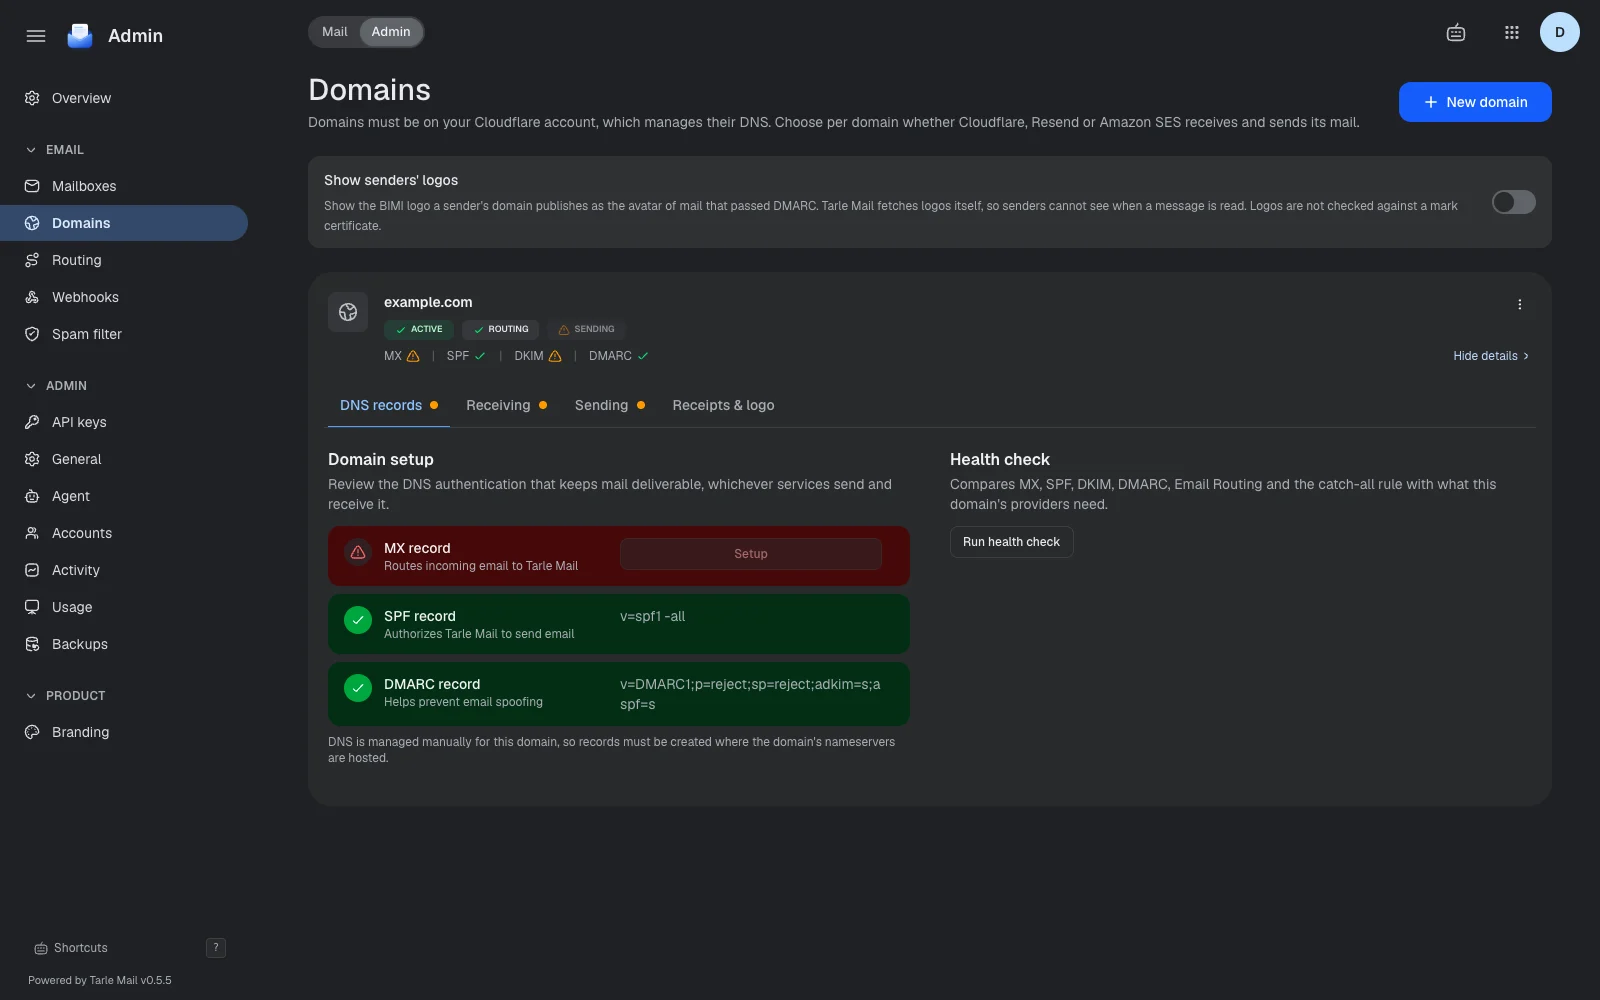 Admin
Mail
Admin
D
Overview
EMAIL
Mailboxes
Domains
Routing
Webhooks
Spam filter
ADMIN
API keys
General
Agent
Accounts
Activity
Usage
Backups
PRODUCT
Branding
Shortcuts
?
Powered by Tarle Mail v0.5.5
Domains
Domains must be on your Cloudflare account, which manages their DNS. Choose per domain whether Cloudflare, Resend or Amazon SES receives and sends its mail.
New domain
Show senders' logos
Show the BIMI logo a sender's domain publishes as the avatar of mail that passed DMARC. Tarle Mail fetches logos itself, so senders cannot see when a message is read. Logos are not checked against a mark
certificate.
example.com
ACTIVE
ROUTING
SENDING
MX | SPF | DKIM | DMARC
Hide details
DNS records
Receiving
Sending
Receipts & logo
Domain setup
Review the DNS authentication that keeps mail deliverable, whichever services send and
receive it.
MX record
Routes incoming email to Tarle Mail
Setup
SPF record
Authorizes Tarle Mail to send email
v=spf1 -all
DMARC record
Helps prevent email spoofing
v=DMARC1;p=reject;sp=reject;adkim=s;a
spf=s
DNS is managed manually for this domain, so records must be created where the domain's nameservers
are hosted.
Health check
Compares MX, SPF, DKIM, DMARC, Email Routing and the catch-all rule with what this
domain's providers need.
Run health check